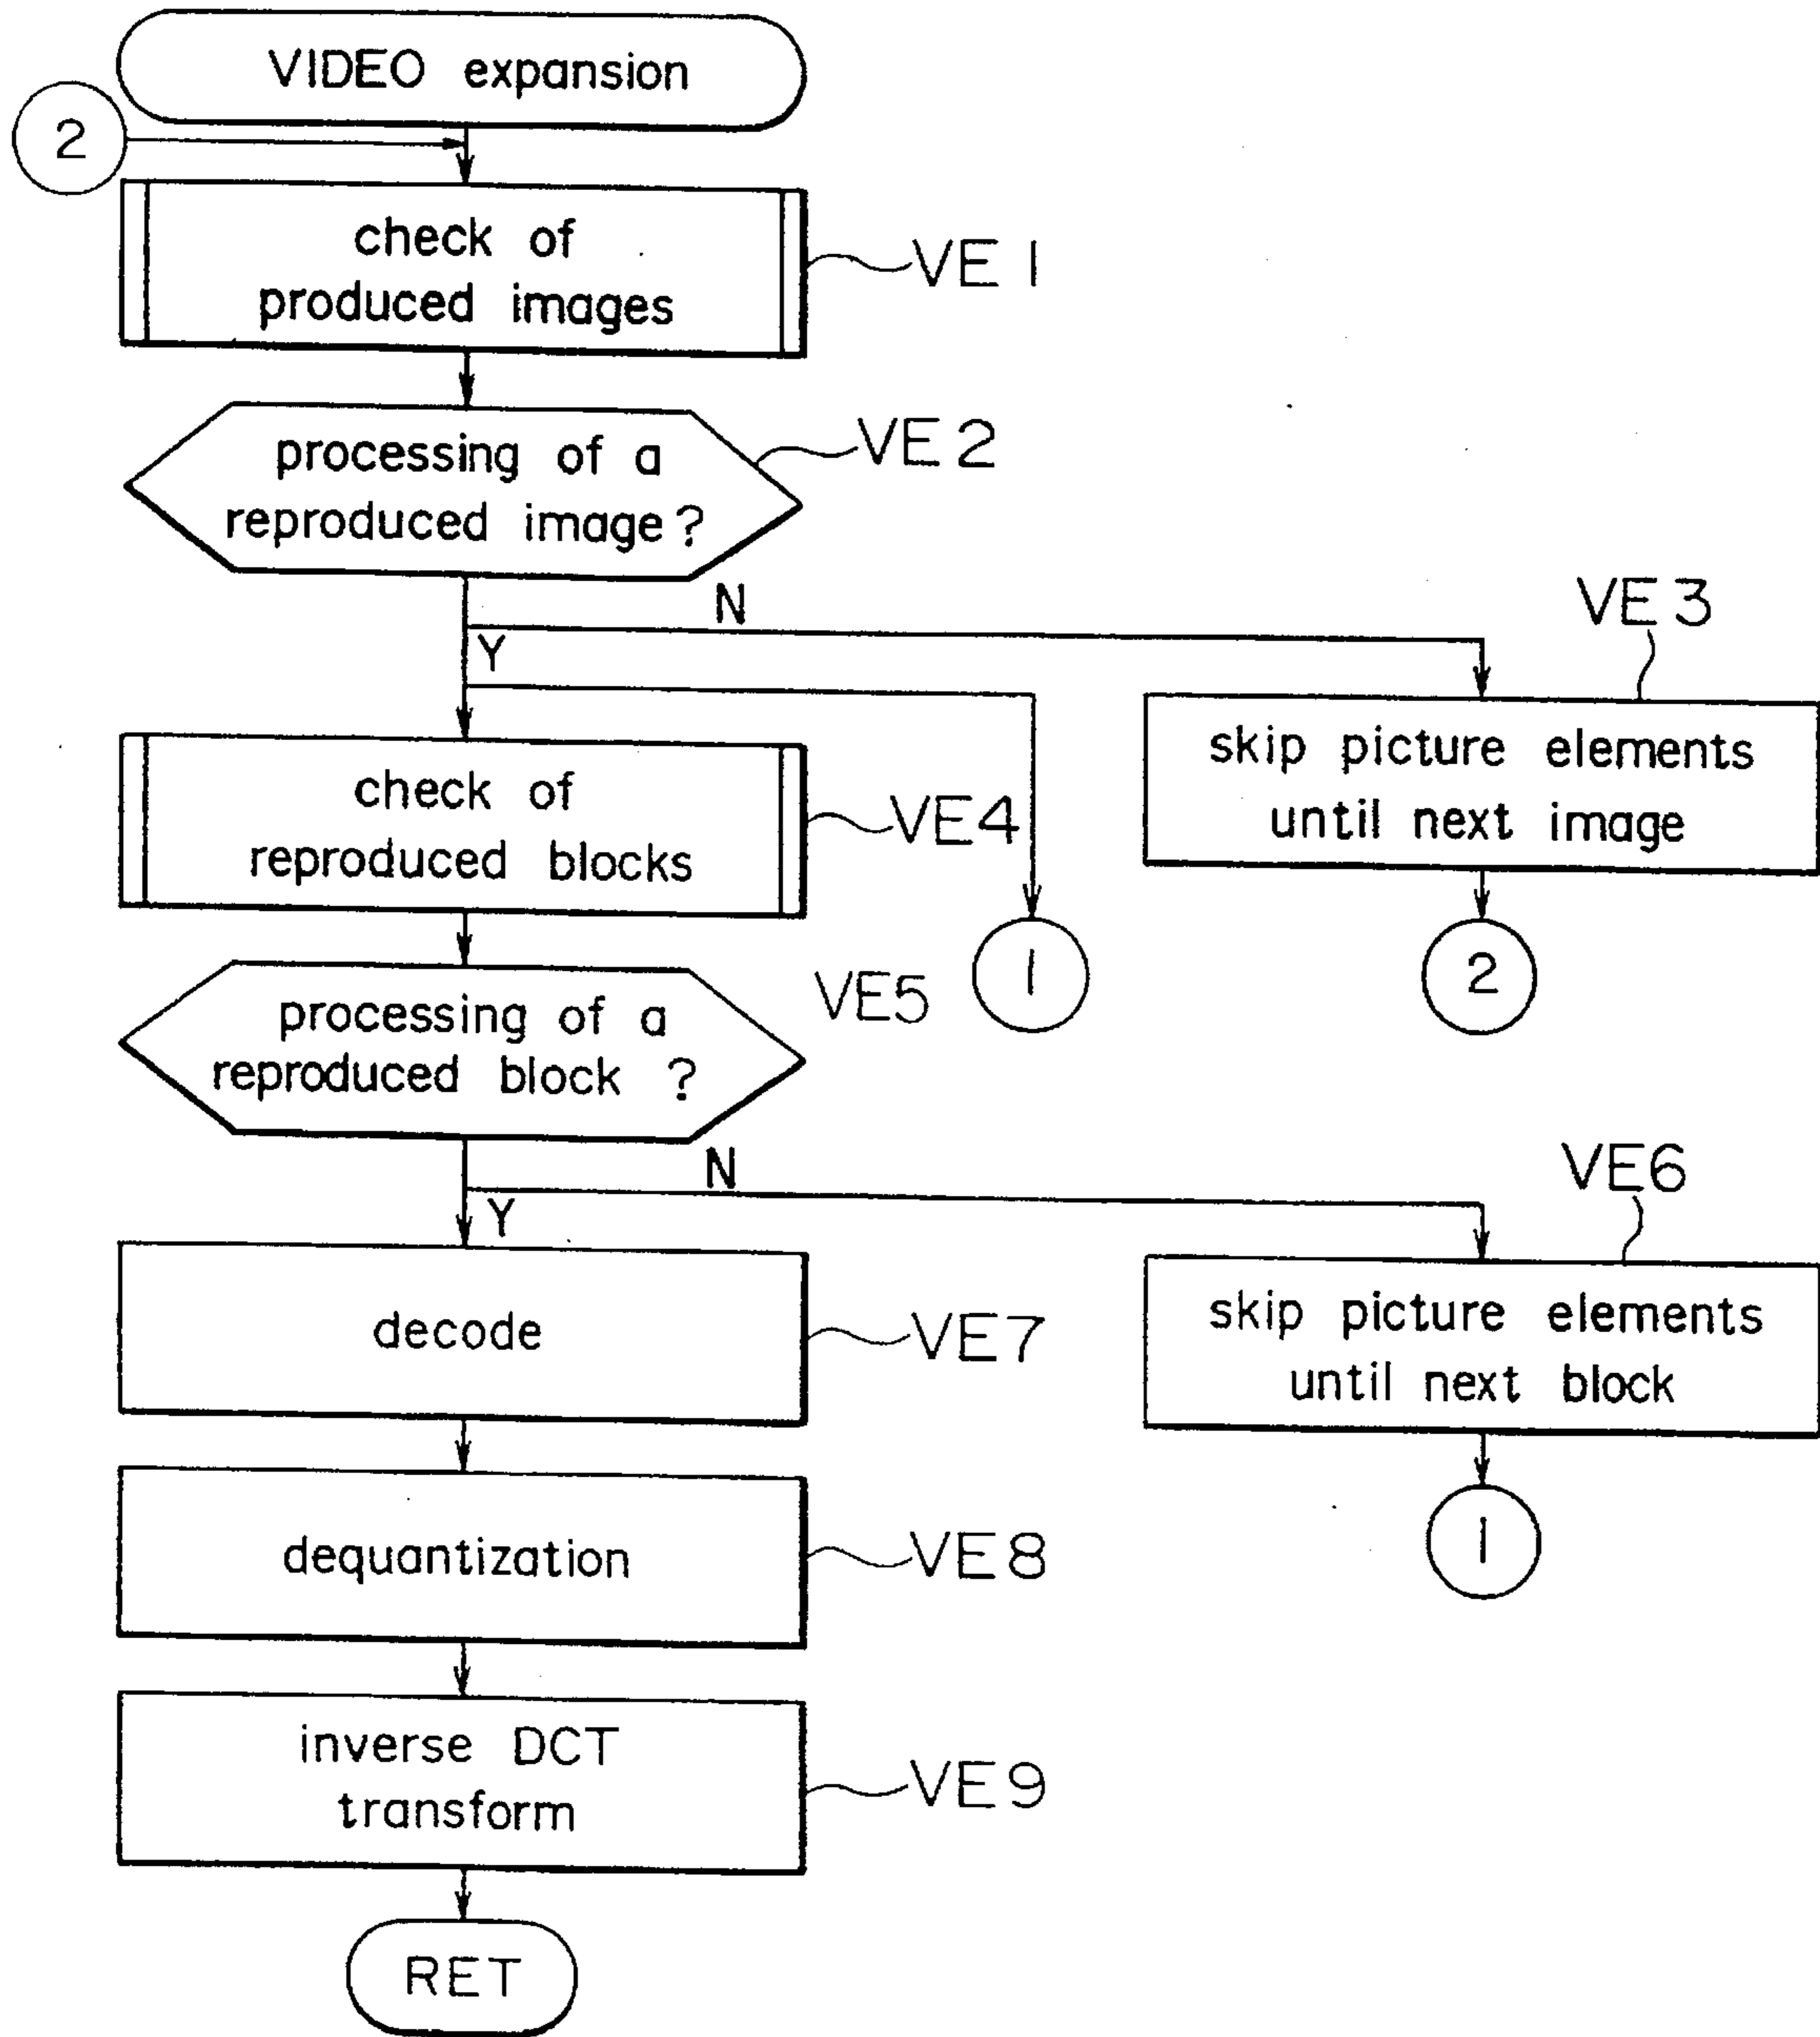 VIDEO expansion
2
check of
produced images
VE 1
processing of a
reproduced image?
VE 2
N
Y
VE 3
skip picture elements
until next image
check of
reproduced blocks
VE4
1
2
processing of a
reproduced block ?
VE5
N
Y
VE6
decode
VE7
skip picture elements
until next block
1
dequantization
VE8
inverse DCT
transform
VE9
RET